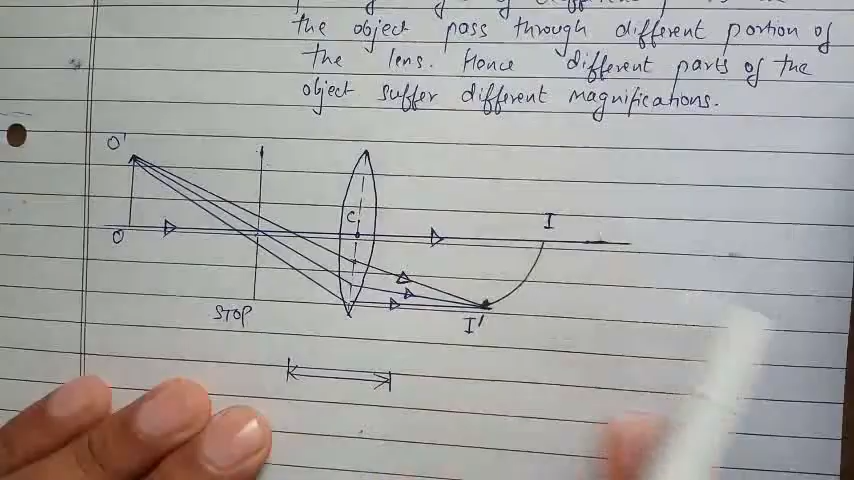 the object pass through different portion of
the lens. Hence different parts of the
object suffer different magnifications.
O'
C
I
O
STOP
I'